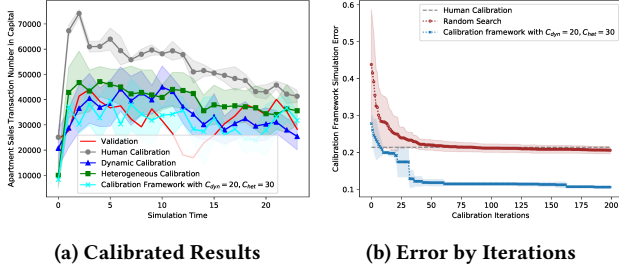 a.
70000
60000
50000
40000
30000
20000
10000
Apartment Sales Transaction Number in Capital
Validation
Human Calibration
Dynamic Calibration
Heterogeneous Calibration
Calibration Framework with C_dyn = 20, C_het = 30
0
5
10
15
20
Simulation Time
(a) Calibrated Results
b.
0.5
0.4
0.3
0.2
0.1
Calibration Framework Simulation Error
Human Calibration
Random Search
Calibration framework with C_dyn = 20, C_het = 30
0
25
50
75
100
125
150
175
200
Calibration Iterations
(b) Error by Iterations